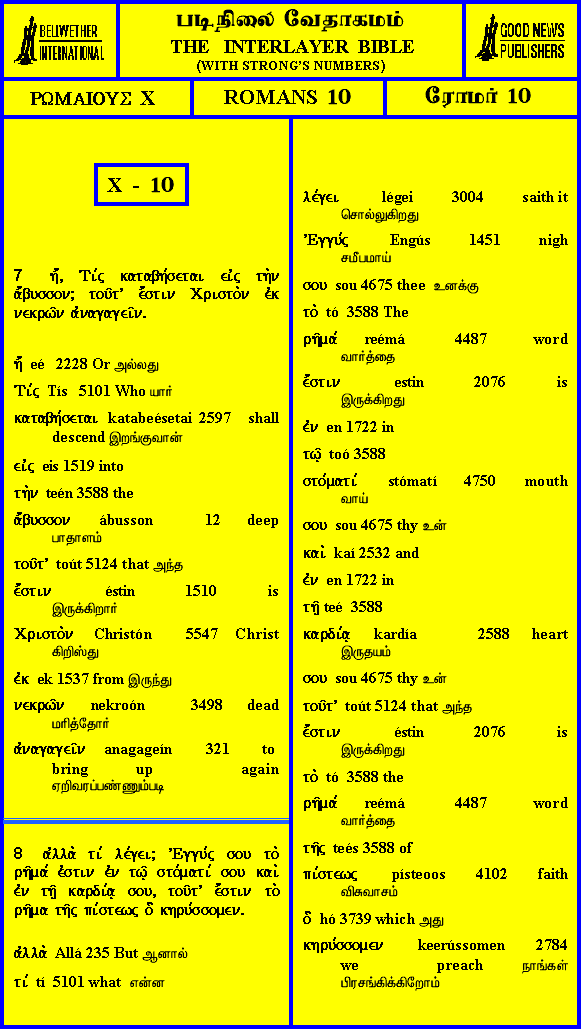 BELLWETHER
INTERNATIONAL
படிநிலை வேதாகமம்
THE INTERLAYER BIBLE
(WITH STRONG'S NUMBERS)
GOOD NEWS
PUBLISHERS
ΡΩΜΑΙΟΥΣ X
ROMANS 10
ரோமர் 10
X - 10
7 ἤ, Τίς καταβήσεται εἰς τὴν
ἄβυσσον; τοῦτ’ ἔστιν Χριστὸν ἐκ
νεκρῶν ἀναγαγεῖν.
ἤ eé 2228 Or அல்லது
Τίς Tís 5101 Who யார்
καταβήσεται katabeésetai 2597 shall
descend இறங்குவான்
εἰς eis 1519 into
τὴν teén 3588 the
ἄβυσσον ábusson 12 deep
பாதாளம்
τοῦτ’ toút 5124 that அந்த
ἔστιν éstin 1510 is
இருக்கிறார்
Χριστὸν Christón 5547 Christ
கிறிஸ்து
ἐκ ek 1537 from இருந்து
νεκρῶν nekroón 3498 dead
மரித்தோர்
ἀναγαγεῖν anagageín 321 to
bring up again
ஏறிவரப்பண்ணும்படி
8 ἀλλὰ τί λέγει; Ἐγγύς σου τὸ
ῥῆμά ἐστιν ἐν τῷ στόματί σου καὶ
ἐν τῇ καρδίᾳ σου, τοῦτ’ ἔστιν τὸ
ῥῆμα τῆς πίστεως ὃ κηρύσσομεν.
ἀλλὰ Allá 235 But ஆனால்
τί tí 5101 what என்ன
λέγει légei 3004 saith it
சொல்லுகிறது
Ἐγγύς Engús 1451 nigh
சமீபமாய்
σου sou 4675 thee உனக்கு
τὸ tó 3588 The
ῥῆμά reémá 4487 word
வார்த்தை
ἔστιν estin 2076 is
இருக்கிறது
ἐν en 1722 in
τῷ toó 3588
στόματί stómatí 4750 mouth
வாய்
σου sou 4675 thy உன்
καὶ kaí 2532 and
ἐν en 1722 in
τῇ teé 3588
καρδίᾳ kardía 2588 heart
இருதயம்
σου sou 4675 thy உன்
τοῦτ’ toút 5124 that அந்த
ἔστιν éstin 2076 is
இருக்கிறது
τὸ tó 3588 the
ῥῆμά reémá 4487 word
வார்த்தை
τῆς teés 3588 of
πίστεως písteoos 4102 faith
விசுவாசம்
ὃ hó 3739 which அது
κηρύσσομεν keerússomen 2784
we preach நாங்கள்
பிரசங்கிக்கிறோம்